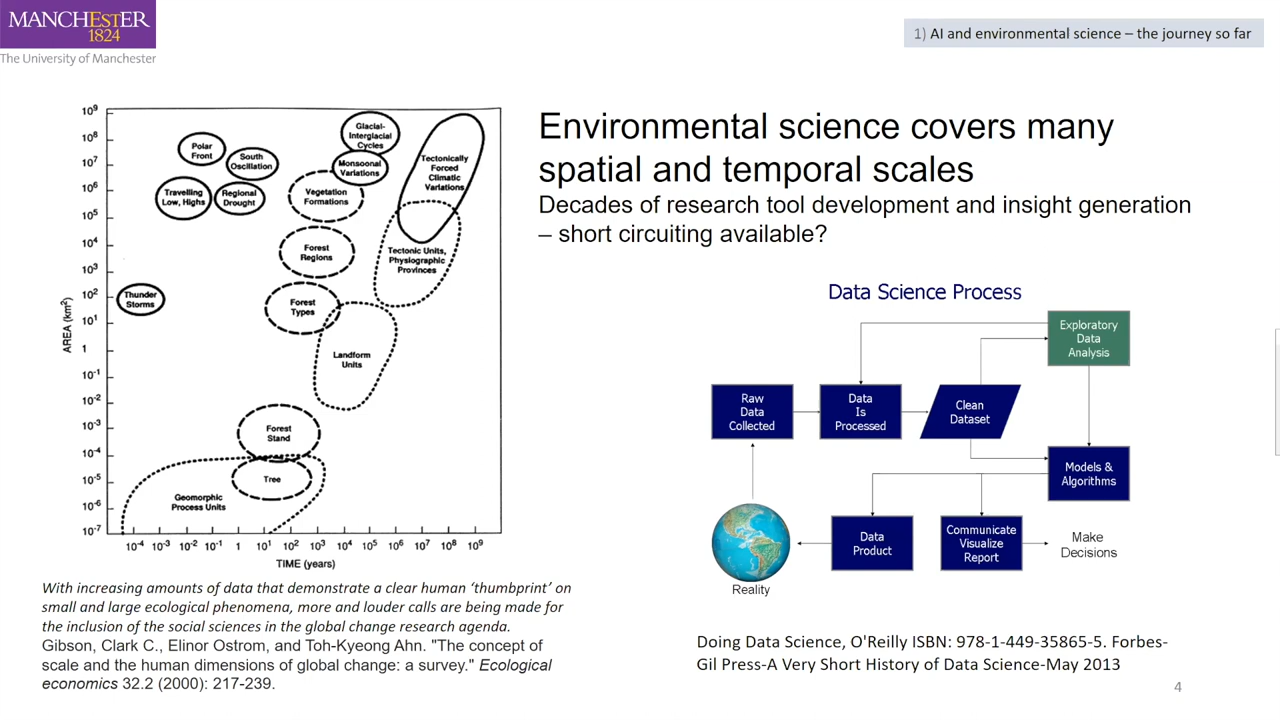 MANCHESTER
1824
The University of Manchester
1) AI and environmental science – the journey so far
Environmental science covers many
spatial and temporal scales
Decades of research tool development and insight generation
– short circuiting available?
AREA (km²)
10⁹
10⁸
10⁷
10⁶
10⁵
10⁴
10³
10²
10¹
1
10⁻¹
10⁻²
10⁻³
10⁻⁴
10⁻⁵
10⁻⁶
10⁻⁷
Polar
Front
South
Oscillation
Glacial-
Interglacial
Cycles
Monsoonal
Variations
Tectonically
Forced
Climatic
Variations
Travelling
Low, Highs
Regional
Drought
Vegetation
Formations
Forest
Regions
Tectonic Units,
Physiographic
Provinces
Thunder
Storms
Forest
Types
Landform
Units
Forest
Stand
Tree
Geomorphic
Process Units
10⁻⁴ 10⁻³ 10⁻² 10⁻¹ 1 10¹ 10² 10³ 10⁴ 10⁵ 10⁶ 10⁷ 10⁸ 10⁹
TIME (years)
With increasing amounts of data that demonstrate a clear human ‘thumbprint’ on
small and large ecological phenomena, more and louder calls are being made for
the inclusion of the social sciences in the global change research agenda.
Gibson, Clark C., Elinor Ostrom, and Toh-Kyeong Ahn. "The concept of
scale and the human dimensions of global change: a survey." Ecological
economics 32.2 (2000): 217-239.
Data Science Process
Exploratory
Data
Analysis
Raw
Data
Collected
Data
Is
Processed
Clean
Dataset
Models &
Algorithms
Data
Product
Communicate
Visualize
Report
Make
Decisions
Reality
Doing Data Science, O'Reilly ISBN: 978-1-449-35865-5. Forbes-
Gil Press-A Very Short History of Data Science-May 2013
4